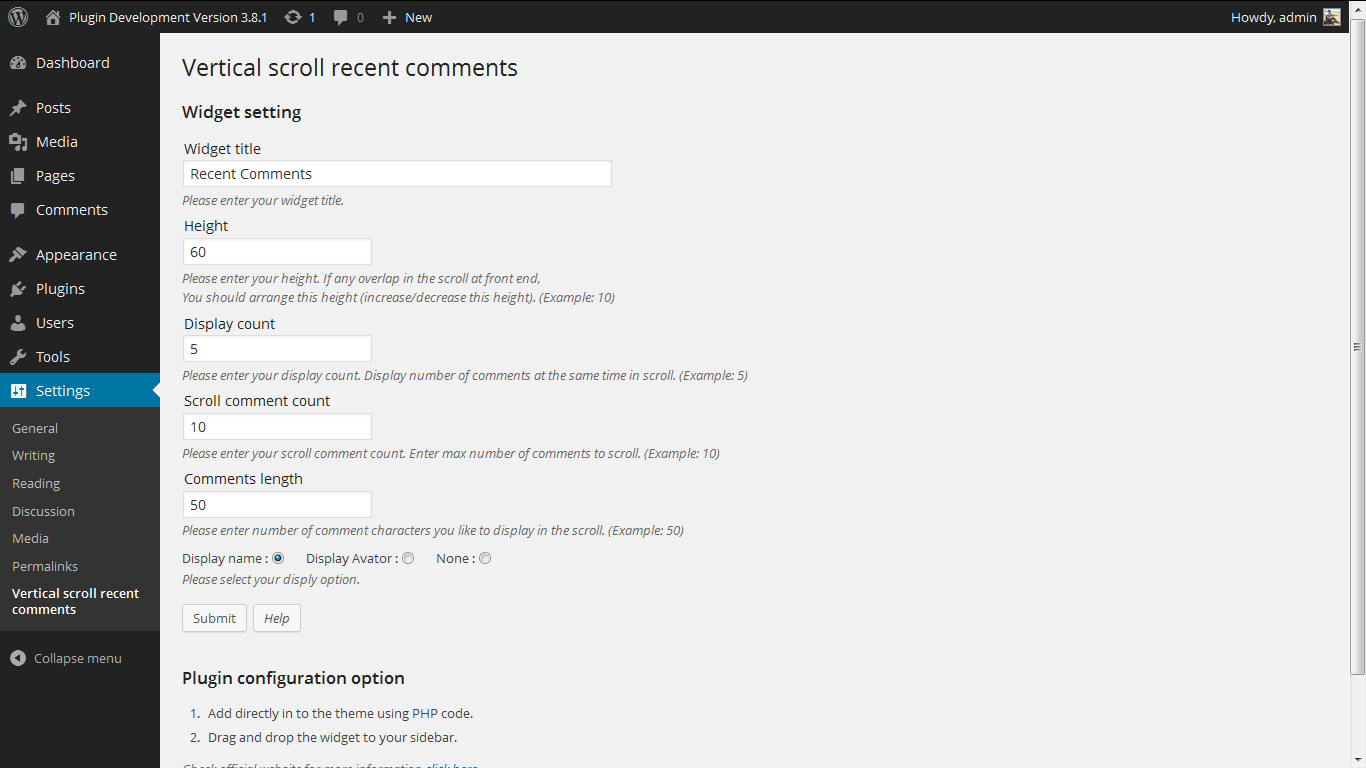 Plugin Development Version 3.8.1 1 0 New Howdy, admin
Dashboard
Posts
Media
Pages
Comments
Appearance
Plugins
Users
Tools
Settings
General
Writing
Reading
Discussion
Media
Permalinks
Vertical scroll recent
comments
Collapse menu
Vertical scroll recent comments
Widget setting
Widget title
Recent Comments
Please enter your widget title.
Height
60
Please enter your height. If any overlap in the scroll at front end,
You should arrange this height (increase/decrease this height). (Example: 10)
Display count
5
Please enter your display count. Display number of comments at the same time in scroll. (Example: 5)
Scroll comment count
10
Please enter your scroll comment count. Enter max number of comments to scroll. (Example: 10)
Comments length
50
Please enter number of comment characters you like to display in the scroll. (Example: 50)
Display name : Display Avator : None :
Please select your disply option.
Submit Help
Plugin configuration option
1. Add directly in to the theme using PHP code.
2. Drag and drop the widget to your sidebar.
Check official website for more information click here